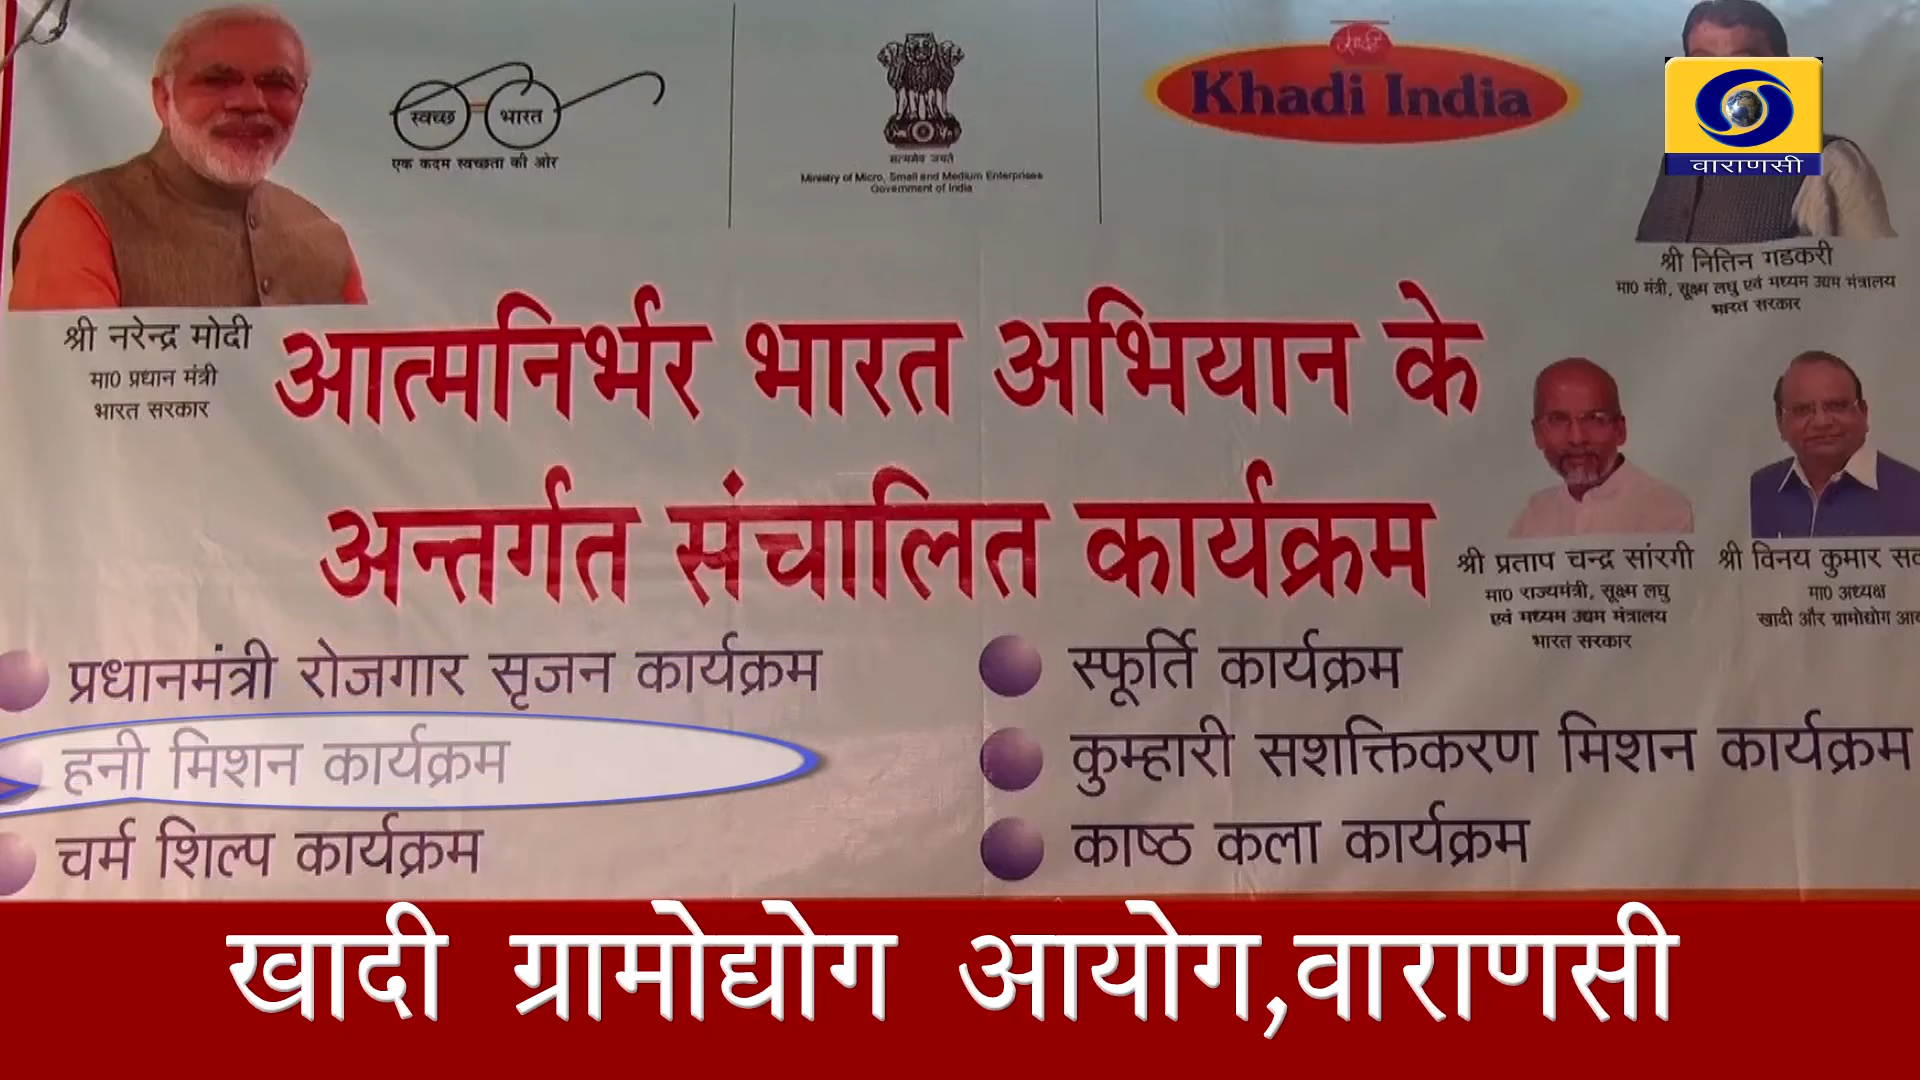 स्वच्छ भारत
एक कदम स्वच्छता की ओर
सत्यमेव जयते
Ministry of Micro, Small and Medium Enterprises
Government of India
खादी
Khadi India
वाराणसी
श्री नितिन गडकरी
मा0 मंत्री, सूक्ष्म लघु एवं मध्यम उद्यम मंत्रालय
भारत सरकार
श्री नरेन्द्र मोदी
मा0 प्रधान मंत्री
भारत सरकार
आत्मनिर्भर भारत अभियान के
अन्तर्गत संचालित कार्यक्रम
श्री प्रताप चन्द्र सांरगी
मा0 राज्यमंत्री, सूक्ष्म लघु
एवं मध्यम उद्यम मंत्रालय
भारत सरकार
श्री विनय कुमार
मा0 अध्यक्ष
खादी और ग्रामोद्योग
प्रधानमंत्री रोजगार सृजन कार्यक्रम
हनी मिशन कार्यक्रम
चर्म शिल्प कार्यक्रम
स्फूर्ति कार्यक्रम
कुम्हारी सशक्तिकरण मिशन कार्यक्रम
काष्ठ कला कार्यक्रम
खादी ग्रामोद्योग आयोग,वाराणसी